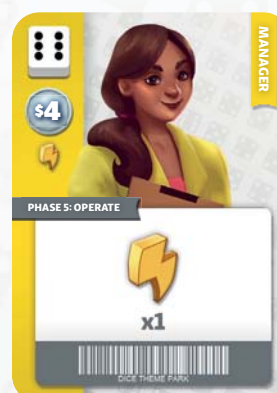 MANAGER
$4
PHASE 5: OPERATE
x1
DICE THEME PARK